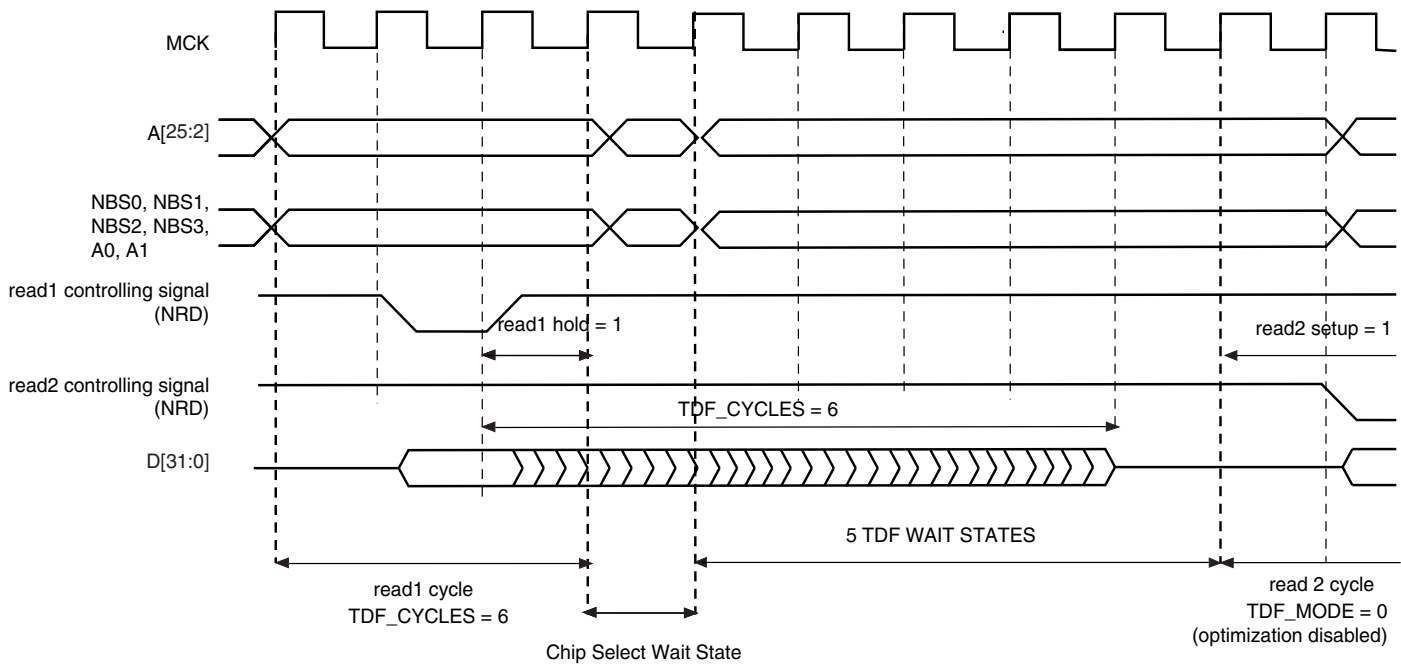 MCK
A[25:2]
NBS0, NBS1,
NBS2, NBS3,
A0, A1
read1 controlling signal
(NRD)
read1 hold = 1
read2 setup = 1
read2 controlling signal
(NRD)
TDF_CYCLES = 6
D[31:0]
5 TDF WAIT STATES
read1 cycle
TDF_CYCLES = 6
Chip Select Wait State
read 2 cycle
TDF_MODE = 0
(optimization disabled)